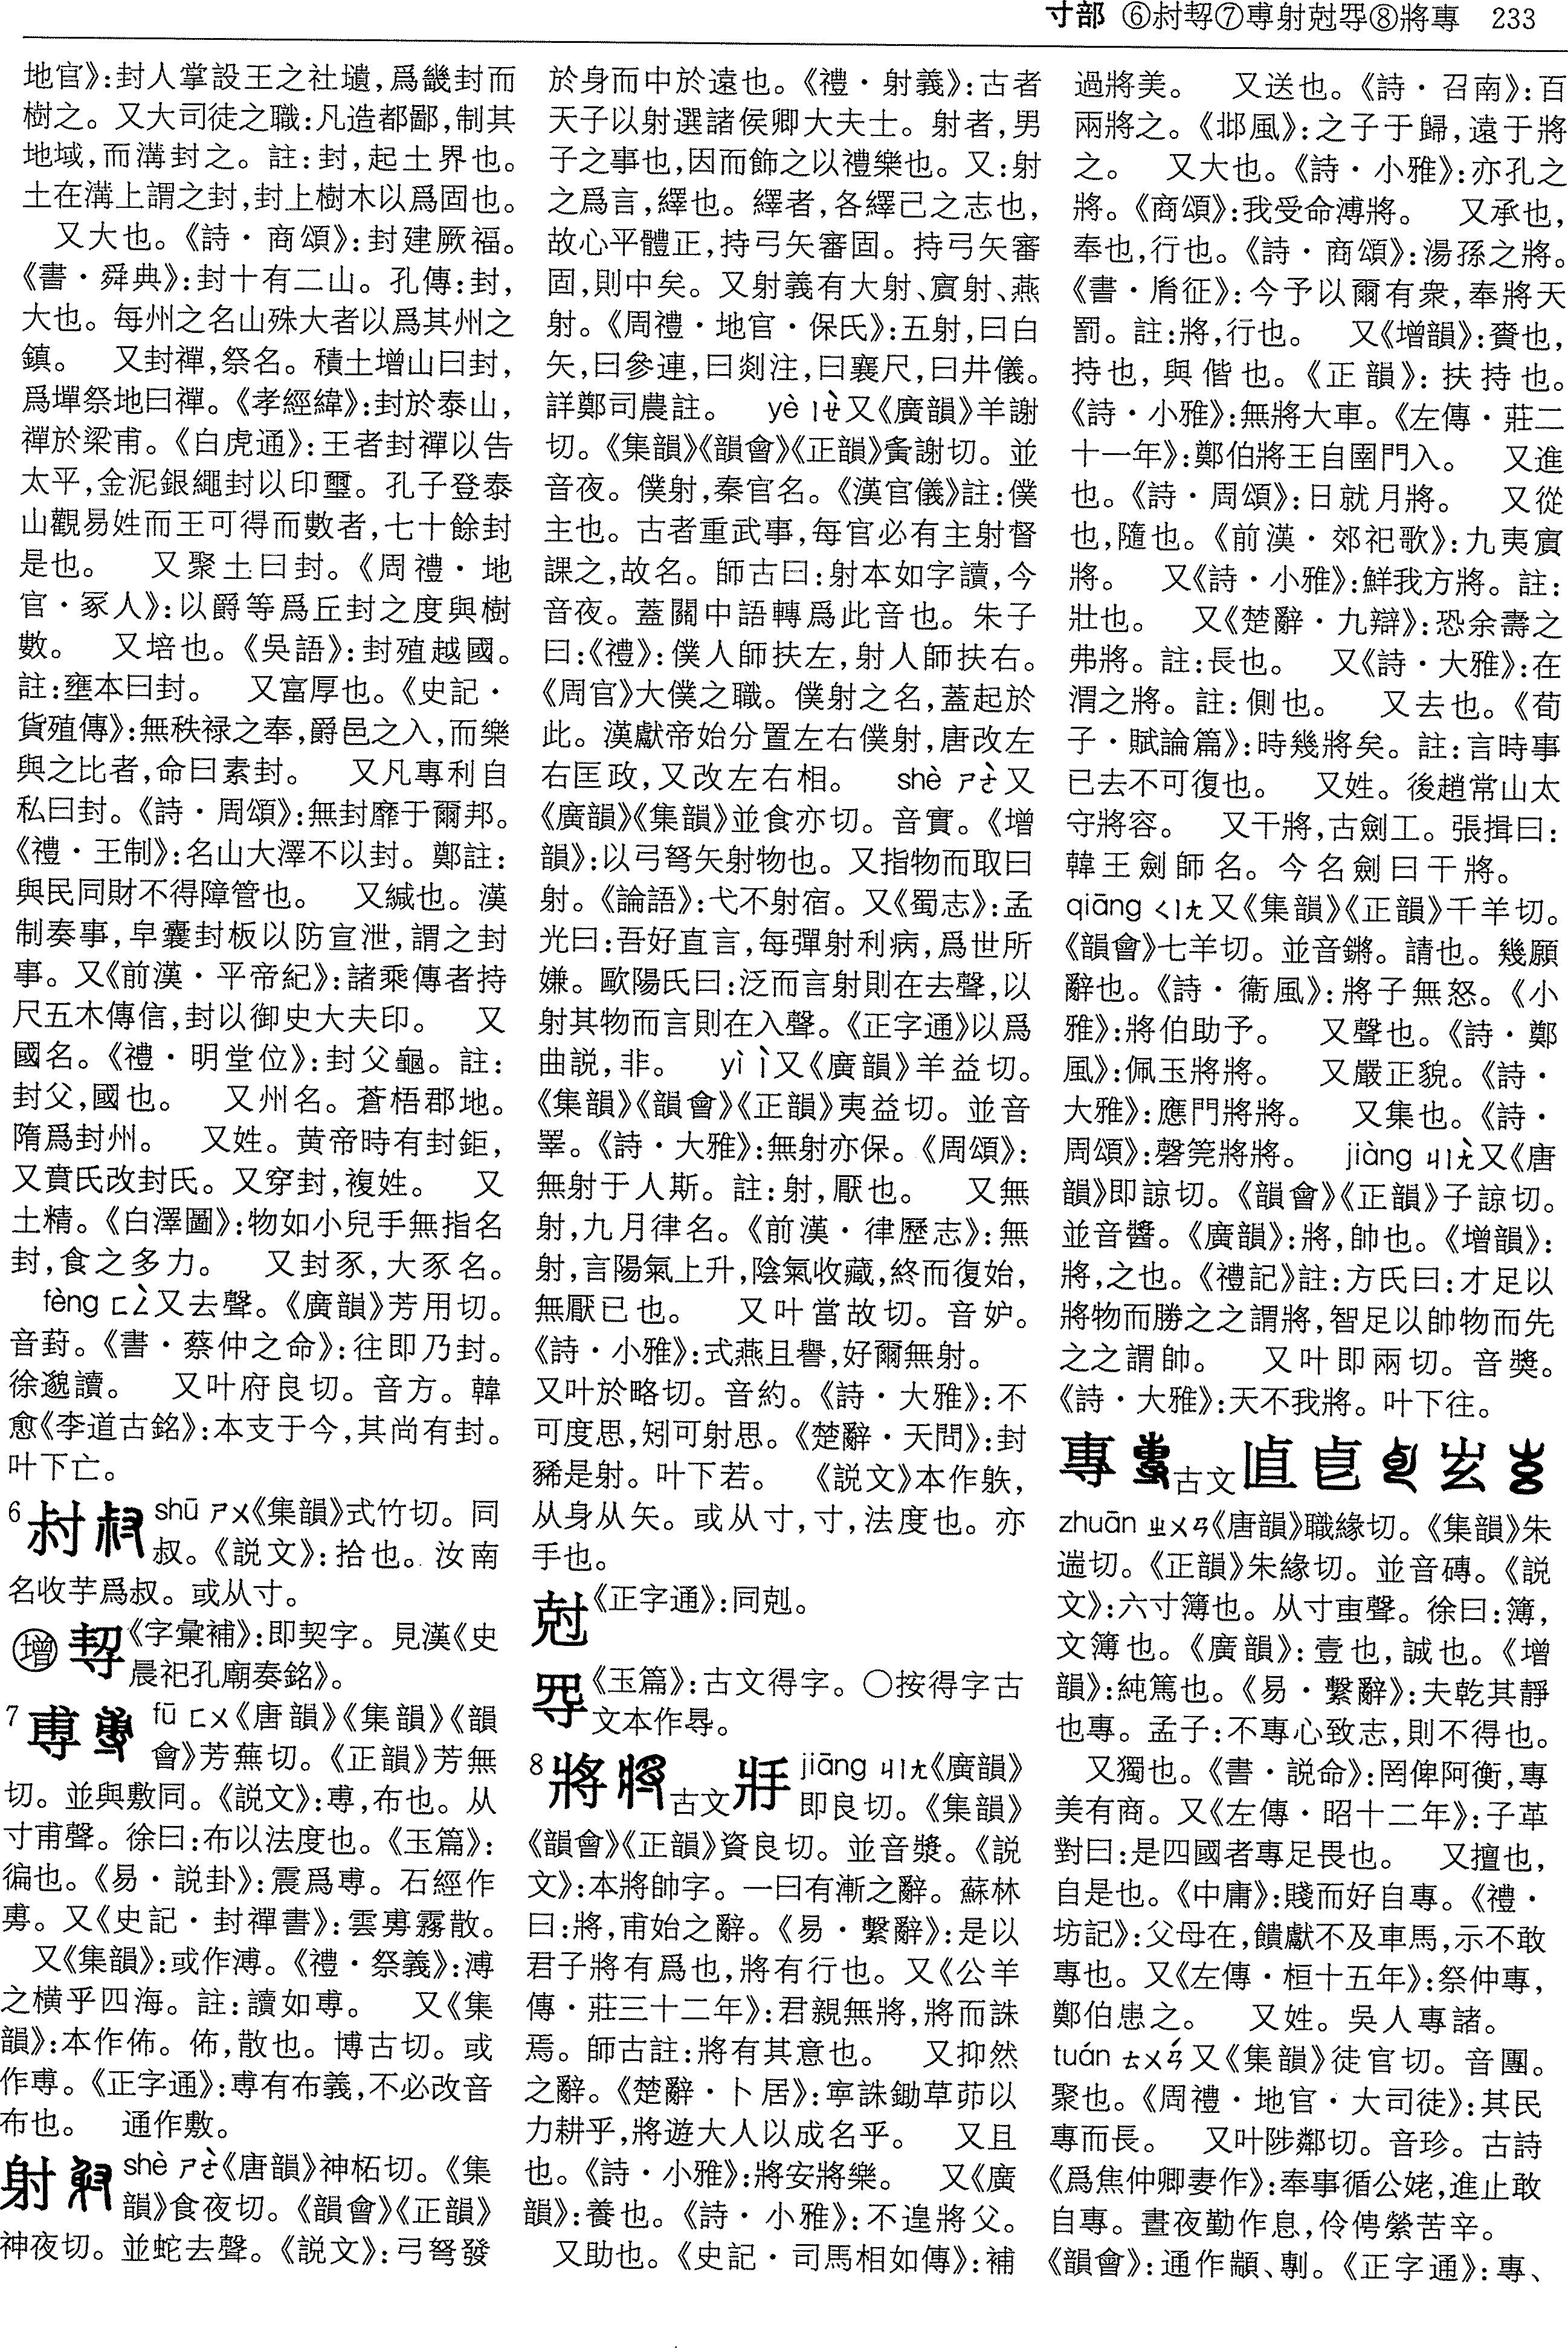 寸部 ⑥㝊㝣⑦尃射尅㝵⑧將專 233
地官》:封人掌設王之社壝,爲畿封而
樹之。又大司徒之職:凡造都鄙,制其
地域,而溝封之。註:封,起土界也。
土在溝上謂之封,封上樹木以爲固也。
又大也。《詩·商頌》:封建厥福。
《書·舜典》:封十有二山。孔傳:封,
大也。每州之名山殊大者以爲其州之
鎮。 又封禪,祭名。積土增山曰封,
爲墠祭地曰禪。《孝經緯》:封於泰山,
禪於梁甫。《白虎通》:王者封禪以告
太平,金泥銀繩封以印璽。孔子登泰
山觀易姓而王可得而數者,七十餘封
是也。 又聚土曰封。《周禮·地
官·冢人》:以爵等爲丘封之度與樹
數。 又培也。《吳語》:封殖越國。
註:壅本曰封。 又富厚也。《史記·
貨殖傳》:無秩禄之奉,爵邑之入,而樂
與之比者,命曰素封。 又凡專利自
私曰封。《詩·周頌》:無封靡于爾邦。
《禮·王制》:名山大澤不以封。鄭註:
與民同財不得障管也。 又緘也。漢
制奏事,皁囊封板以防宣泄,謂之封
事。又《前漢·平帝紀》:諸乘傳者持
尺五木傳信,封以御史大夫印。 又
國名。《禮·明堂位》:封父龜。註:
封父,國也。 又州名。蒼梧郡地。
隋爲封州。 又姓。黄帝時有封鉅,
又賁氏改封氏。又穿封,複姓。 又
土精。《白澤圖》:物如小兒手無指名
封,食之多力。 又封豕,大豕名。
fèng ㄈㄥˋ又去聲。《廣韻》芳用切。
音葑。《書·蔡仲之命》:往即乃封。
徐邈讀。 又叶府良切。音方。韓
愈《李道古銘》:本支于今,其尚有封。
叶下亡。
6 㝊 shū ㄕㄨ《集韻》式竹切。同
叔。《説文》:拾也。汝南
名收芋爲叔。或从寸。
增 㝣《字彙補》:即契字。見漢《史
晨祀孔廟奏銘》。
7 尃 fū ㄈㄨ《唐韻》《集韻》《韻
會》芳蕪切。《正韻》芳無
切。並與敷同。《説文》:尃,布也。从
寸甫聲。徐曰:布以法度也。《玉篇》:
徧也。《易·説卦》:震爲尃。石經作
旉。又《史記·封禪書》:雲旉霧散。
又《集韻》:或作溥。《禮·祭義》:溥
之横乎四海。註:讀如尃。 又《集
韻》:本作佈。佈,散也。博古切。或
作尃。《正字通》:尃有布義,不必改音
布也。 通作敷。
射 shè ㄕㄜˋ《唐韻》神柘切。《集
韻》食夜切。《韻會》《正韻》
神夜切。並蛇去聲。《説文》:弓弩發
於身而中於遠也。《禮·射義》:古者
天子以射選諸侯卿大夫士。射者,男
子之事也,因而飾之以禮樂也。又:射
之爲言,繹也。繹者,各繹己之志也,
故心平體正,持弓矢審固。持弓矢審
固,則中矣。又射義有大射、賓射、燕
射。《周禮·地官·保氏》:五射,曰白
矢,曰參連,曰剡注,曰襄尺,曰井儀。
詳鄭司農註。 yè ㄧㄝˋ又《廣韻》羊謝
切。《集韻》《韻會》《正韻》夤謝切。並
音夜。僕射,秦官名。《漢官儀》註:僕
主也。古者重武事,每官必有主射督
課之,故名。師古曰:射本如字讀,今
音夜。蓋關中語轉爲此音也。朱子
曰:《禮》:僕人師扶左,射人師扶右。
《周官》大僕之職。僕射之名,蓋起於
此。漢獻帝始分置左右僕射,唐改左
右匡政,又改左右相。 shè ㄕㄜˋ又
《廣韻》《集韻》並食亦切。音實。《增
韻》:以弓弩矢射物也。又指物而取曰
射。《論語》:弋不射宿。又《蜀志》:孟
光曰:吾好直言,每彈射利病,爲世所
嫌。歐陽氏曰:泛而言射則在去聲,以
射其物而言則在入聲。《正字通》以爲
曲説,非。 yì ㄧˋ又《廣韻》羊益切。
《集韻》《韻會》《正韻》夷益切。並音
睪。《詩·大雅》:無射亦保。《周頌》:
無射于人斯。註:射,厭也。 又無
射,九月律名。《前漢·律歷志》:無
射,言陽氣上升,陰氣收藏,終而復始,
無厭已也。 又叶當故切。音妒。
《詩·小雅》:式燕且譽,好爾無射。
又叶於略切。音約。《詩·大雅》:不
可度思,矧可射思。《楚辭·天問》:封
豨是射。叶下若。 《説文》本作躲,
从身从矢。或从寸,寸,法度也。亦
手也。
尅《正字通》:同剋。
㝵《玉篇》:古文得字。〇按得字古
文本作㝵。
8 將 古文 㸖 jiāng ㄐㄧㄤ《廣韻》
即良切。《集韻》
《韻會》《正韻》資良切。並音漿。《説
文》:本將帥字。一曰有漸之辭。蘇林
曰:將,甫始之辭。《易·繫辭》:是以
君子將有爲也,將有行也。又《公羊
傳·莊三十二年》:君親無將,將而誅
焉。師古註:將有其意也。 又抑然
之辭。《楚辭·卜居》:寧誅鋤草茆以
力耕乎,將遊大人以成名乎。 又且
也。《詩·小雅》:將安將樂。 又《廣
韻》:養也。《詩·小雅》:不遑將父。
又助也。《史記·司馬相如傳》:補
過將美。 又送也。《詩·召南》:百
兩將之。《邶風》:之子于歸,遠于將
之。 又大也。《詩·小雅》:亦孔之
將。《商頌》:我受命溥將。 又承也,
奉也,行也。《詩·商頌》:湯孫之將。
《書·胤征》:今予以爾有衆,奉將天
罰。註:將,行也。 又《增韻》:賫也,
持也,與偕也。《正韻》:扶持也。
《詩·小雅》:無將大車。《左傳·莊二
十一年》:鄭伯將王自圉門入。 又進
也。《詩·周頌》:日就月將。 又從
也,隨也。《前漢·郊祀歌》:九夷賓
將。 又《詩·小雅》:鮮我方將。註:
壯也。 又《楚辭·九辯》:恐余壽之
弗將。註:長也。 又《詩·大雅》:在
渭之將。註:側也。 又去也。《荀
子·賦論篇》:時幾將矣。註:言時事
已去不可復也。 又姓。後趙常山太
守將容。 又干將,古劍工。張揖曰:
韓王劍師名。今名劍曰干將。
qiāng ㄑㄧㄤ又《集韻》《正韻》千羊切。
《韻會》七羊切。並音鏘。請也。幾願
辭也。《詩·衞風》:將子無怒。《小
雅》:將伯助予。 又聲也。《詩·鄭
風》:佩玉將將。 又嚴正貌。《詩·
大雅》:應門將將。 又集也。《詩·
周頌》:磬筦將將。 jiàng ㄐㄧㄤˋ又《唐
韻》即諒切。《韻會》《正韻》子諒切。
並音醬。《廣韻》:將,帥也。《增韻》:
將,之也。《禮記》註:方氏曰:才足以
將物而勝之之謂將,智足以帥物而先
之之謂帥。 又叶即兩切。音奬。
《詩·大雅》:天不我將。叶下往。
專 古文
zhuān ㄓㄨㄢ《唐韻》職緣切。《集韻》朱
遄切。《正韻》朱緣切。並音磚。《説
文》:六寸簿也。从寸叀聲。徐曰:簿,
文簿也。《廣韻》:壹也,誠也。《增
韻》:純篤也。《易·繫辭》:夫乾其靜
也專。孟子:不專心致志,則不得也。
又獨也。《書·説命》:罔俾阿衡,專
美有商。又《左傳·昭十二年》:子革
對曰:是四國者專足畏也。 又擅也,
自是也。《中庸》:賤而好自專。《禮·
坊記》:父母在,饋獻不及車馬,示不敢
專也。又《左傳·桓十五年》:祭仲專,
鄭伯患之。 又姓。吳人專諸。
tuán ㄊㄨㄢˊ又《集韻》徒官切。音團。
聚也。《周禮·地官·大司徒》:其民
專而長。 又叶陟鄰切。音珍。古詩
《爲焦仲卿妻作》:奉事循公姥,進止敢
自專。晝夜勤作息,伶俜縈苦辛。
《韻會》:通作顓、剸。《正字通》:專、